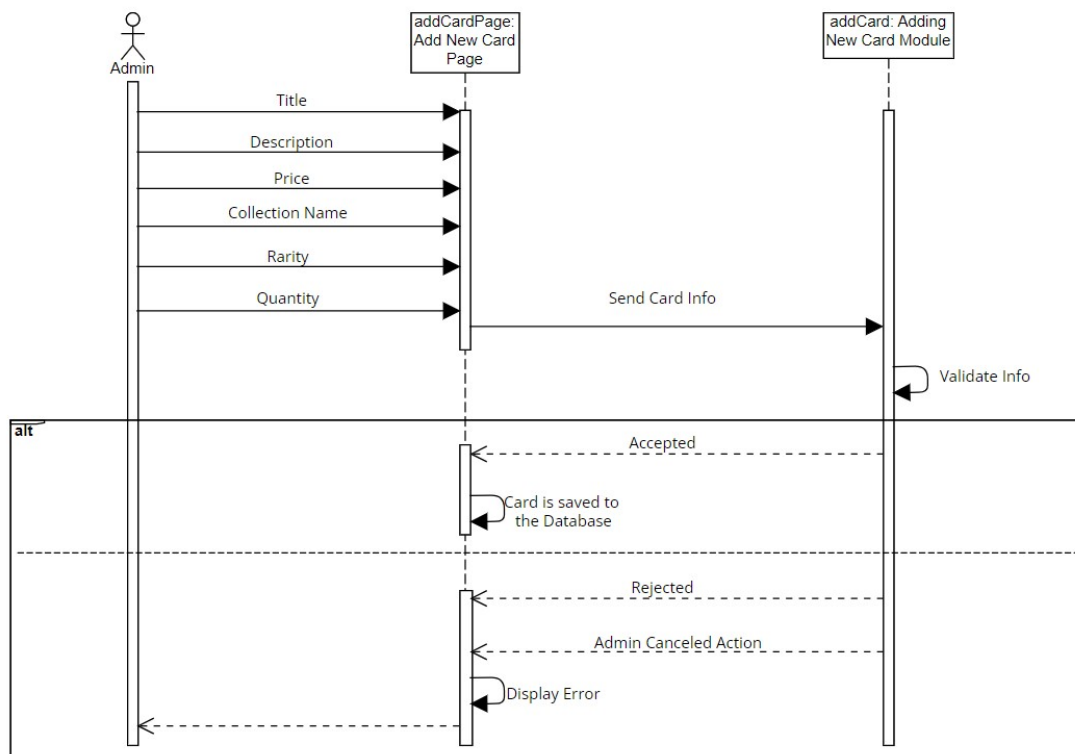 addCardPage:
Add New Card
Page
addCard: Adding
New Card Module
Admin
Title
Description
Price
Collection Name
Rarity
Quantity
Send Card Info
Validate Info
alt
Accepted
Card is saved to
the Database
Rejected
Admin Canceled Action
Display Error